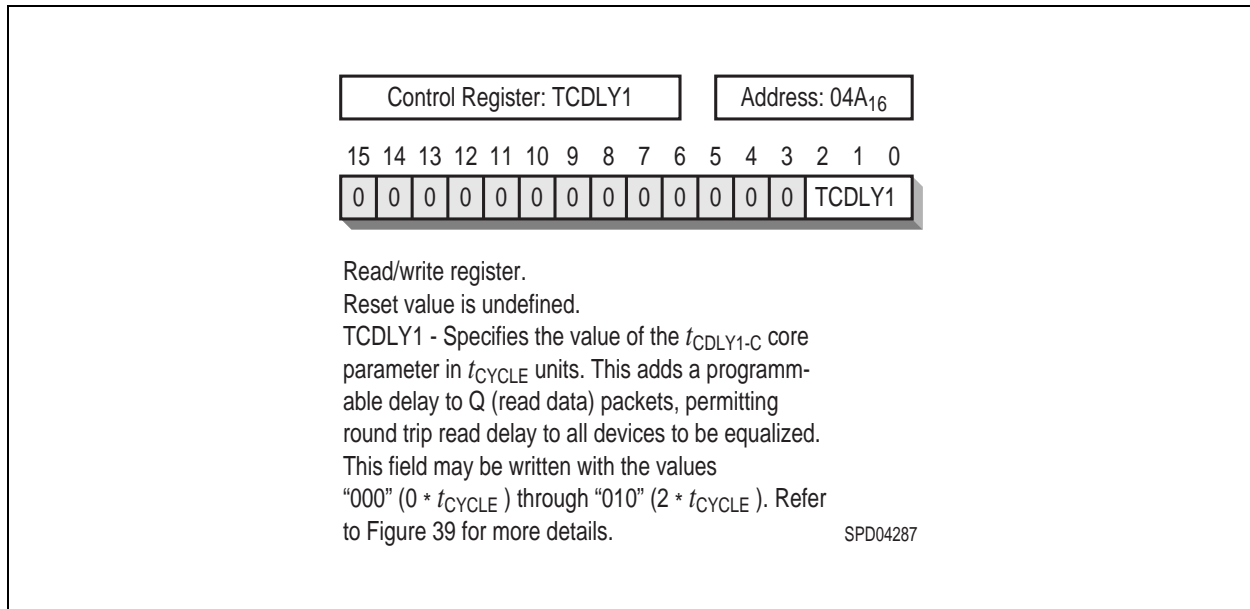 Control Register: TCDLY1 Address: 04A₁₆
15 14 13 12 11 10 9 8 7 6 5 4 3 2 1 0
0 0 0 0 0 0 0 0 0 0 0 0 0 TCDLY1
Read/write register.
Reset value is undefined.
TCDLY1 - Specifies the value of the tCDLY1-C core
parameter in tCYCLE units. This adds a programm-
able delay to Q (read data) packets, permitting
round trip read delay to all devices to be equalized.
This field may be written with the values
“000” (0 * tCYCLE ) through “010” (2 * tCYCLE ). Refer
to Figure 39 for more details. SPD04287